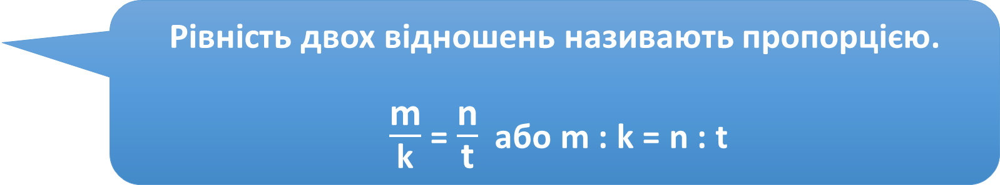 Рівність двох відношень називають пропорцією.
m/k = n/t або m : k = n : t